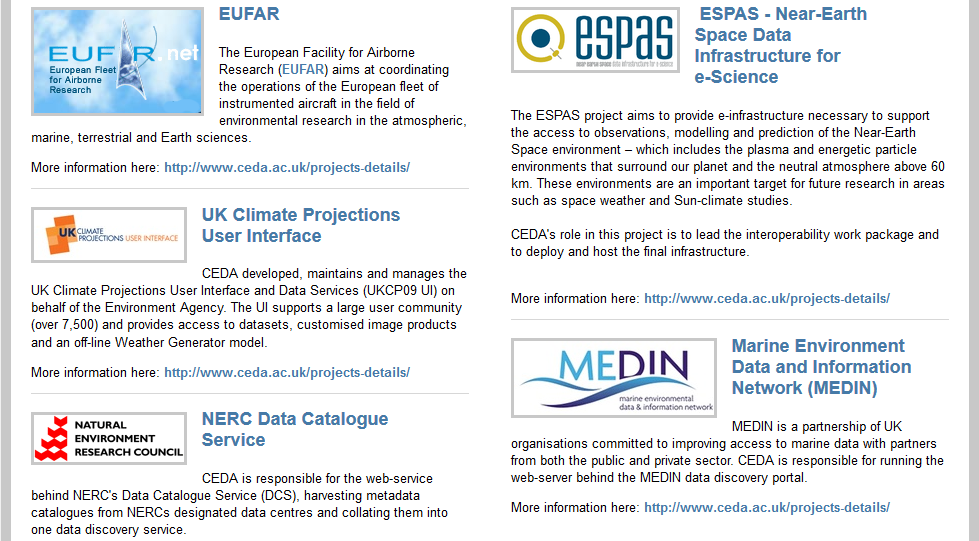 EUFAR.net
European Fleet
for Airborne
Research
EUFAR
The European Facility for Airborne
Research (EUFAR) aims at coordinating
the operations of the European fleet of
instrumented aircraft in the field of
environmental research in the atmospheric,
marine, terrestrial and Earth sciences.
More information here: http://www.ceda.ac.uk/projects-details/
UK CLIMATE
PROJECTIONS USER INTERFACE
UK Climate Projections
User Interface
CEDA developed, maintains and manages the
UK Climate Projections User Interface and Data Services (UKCP09 UI) on
behalf of the Environment Agency. The UI supports a large user community
(over 7,500) and provides access to datasets, customised image products
and an off-line Weather Generator model.
More information here: http://www.ceda.ac.uk/projects-details/
NATURAL
ENVIRONMENT
RESEARCH COUNCIL
NERC Data Catalogue
Service
CEDA is responsible for the web-service
behind NERC's Data Catalogue Service (DCS), harvesting metadata
catalogues from NERCs designated data centres and collating them into
one data discovery service.
espas
near-earth space data infrastructure for e-science
ESPAS - Near-Earth
Space Data
Infrastructure for
e-Science
The ESPAS project aims to provide e-infrastructure necessary to support
the access to observations, modelling and prediction of the Near-Earth
Space environment – which includes the plasma and energetic particle
environments that surround our planet and the neutral atmosphere above 60
km. These environments are an important target for future research in areas
such as space weather and Sun-climate studies.
CEDA's role in this project is to lead the interoperability work package and
to deploy and host the final infrastructure.
More information here: http://www.ceda.ac.uk/projects-details/
MEDIN
marine environmental
data & information network
Marine Environment
Data and Information
Network (MEDIN)
MEDIN is a partnership of UK
organisations committed to improving access to marine data with partners
from both the public and private sector. CEDA is responsible for running the
web-server behind the MEDIN data discovery portal.
More information here: http://www.ceda.ac.uk/projects-details/